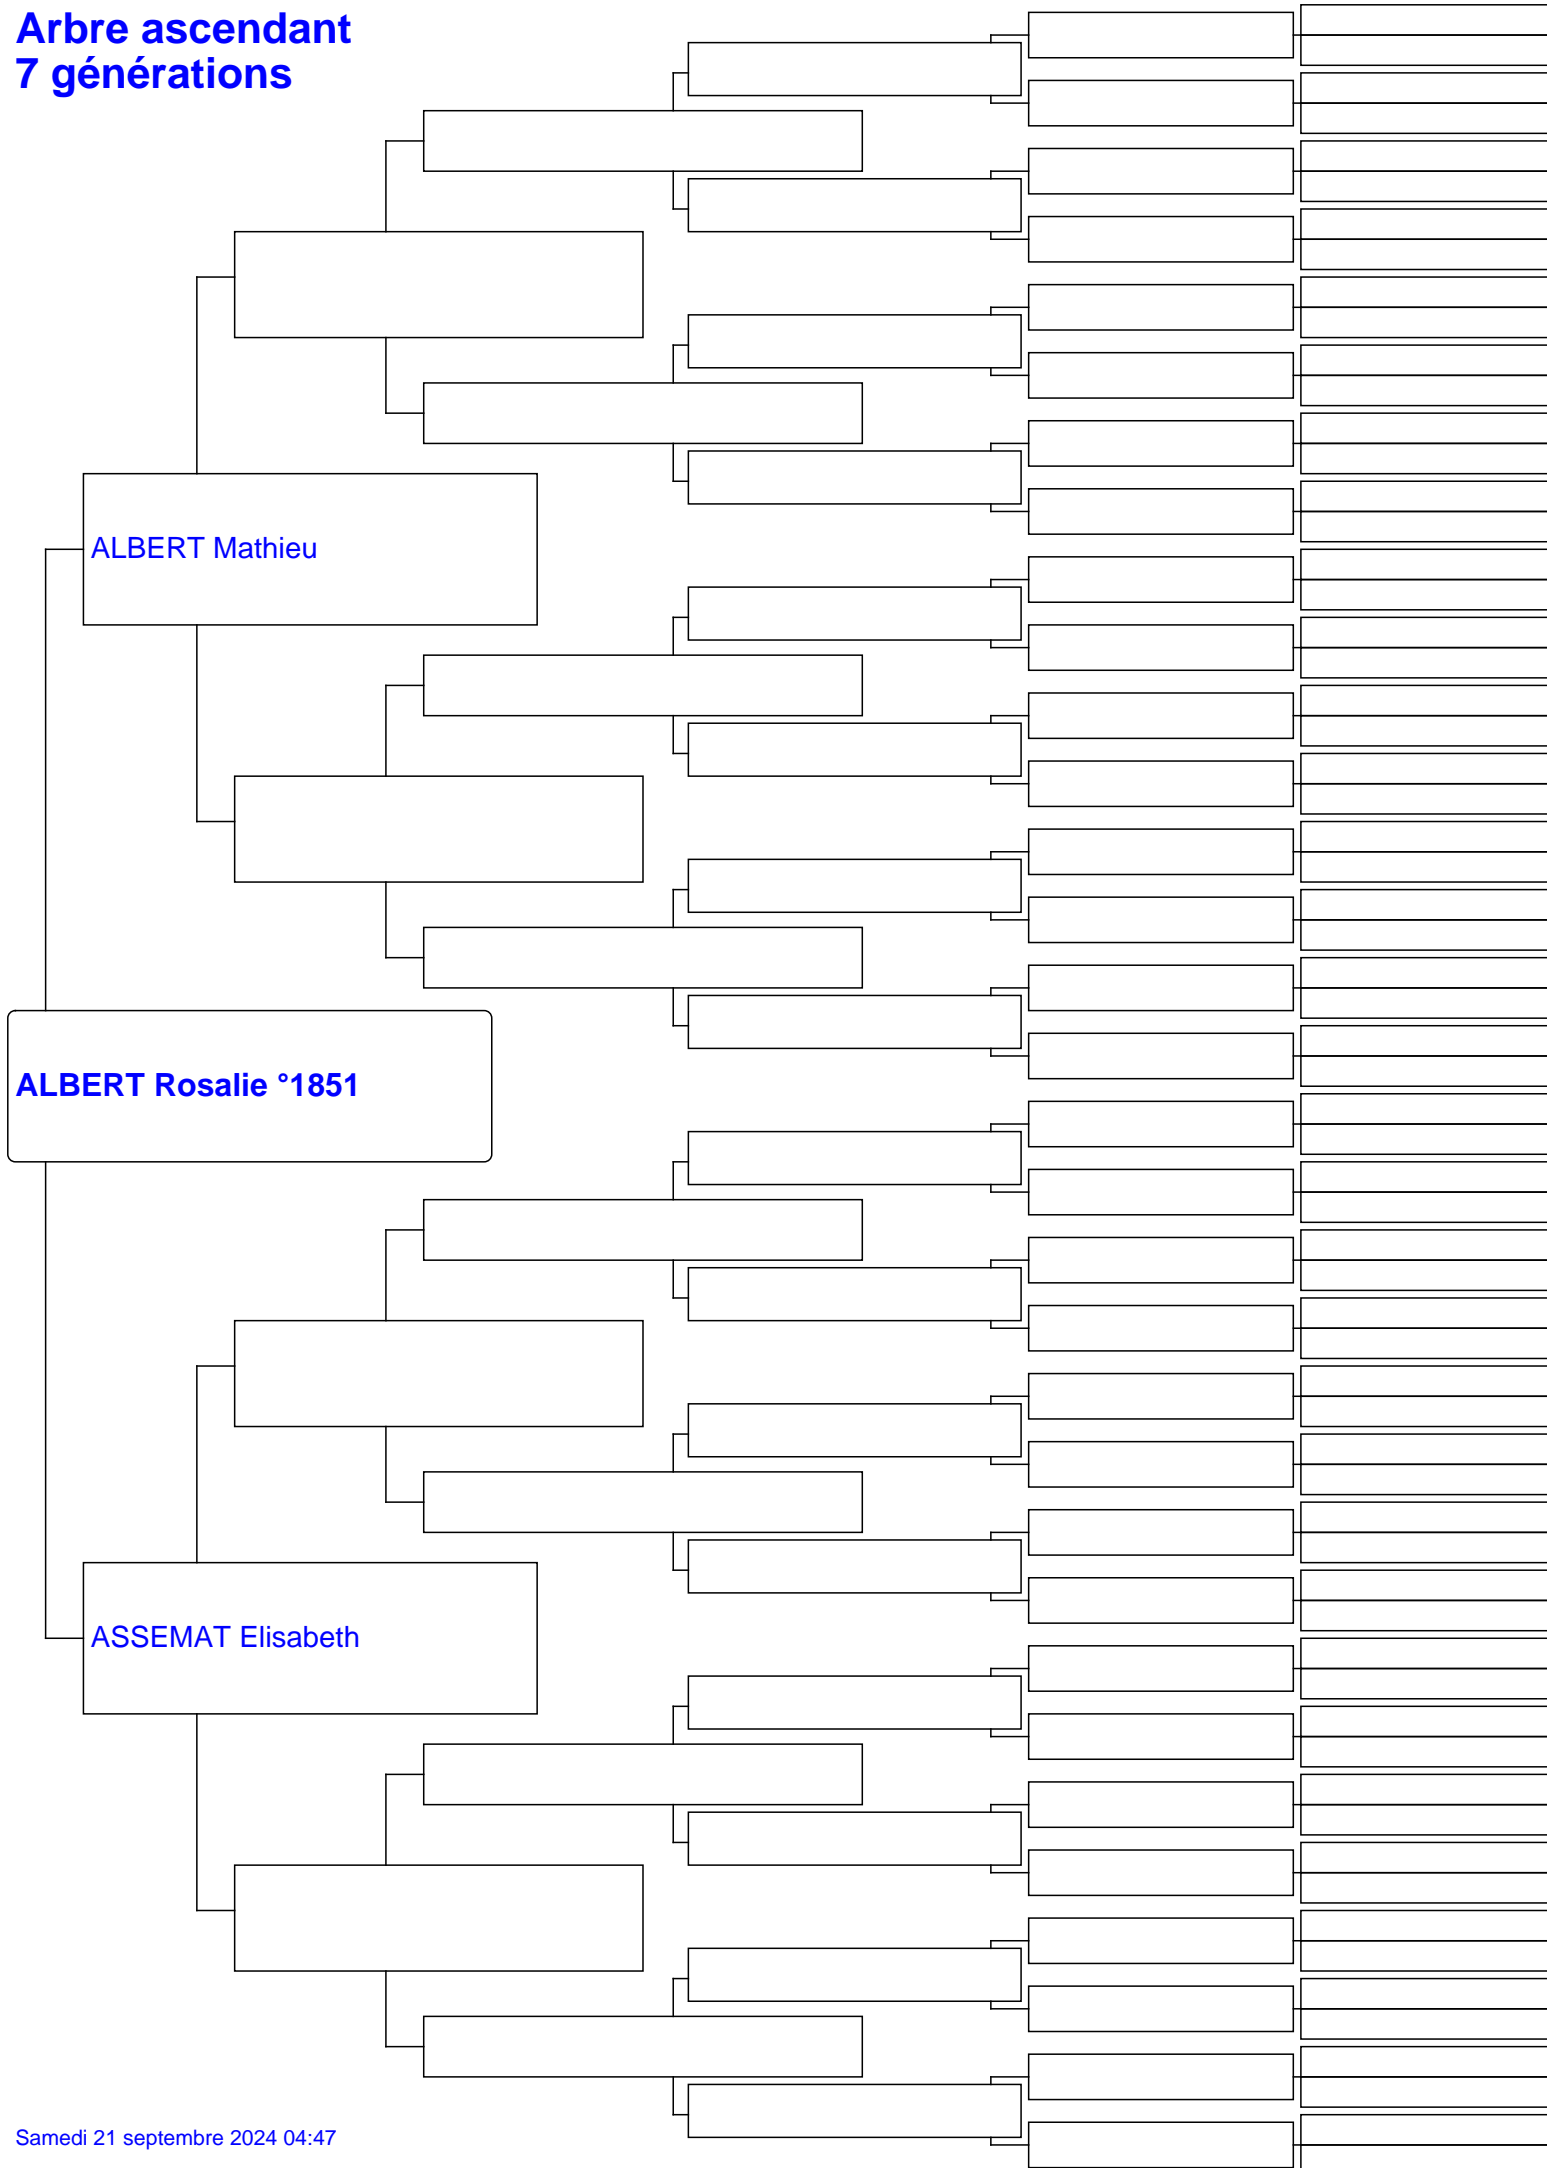 Arbre ascendant
7 générations
ALBERT Mathieu
ALBERT Rosalie °1851
ASSEMAT Elisabeth
Samedi 21 septembre 2024 04:47